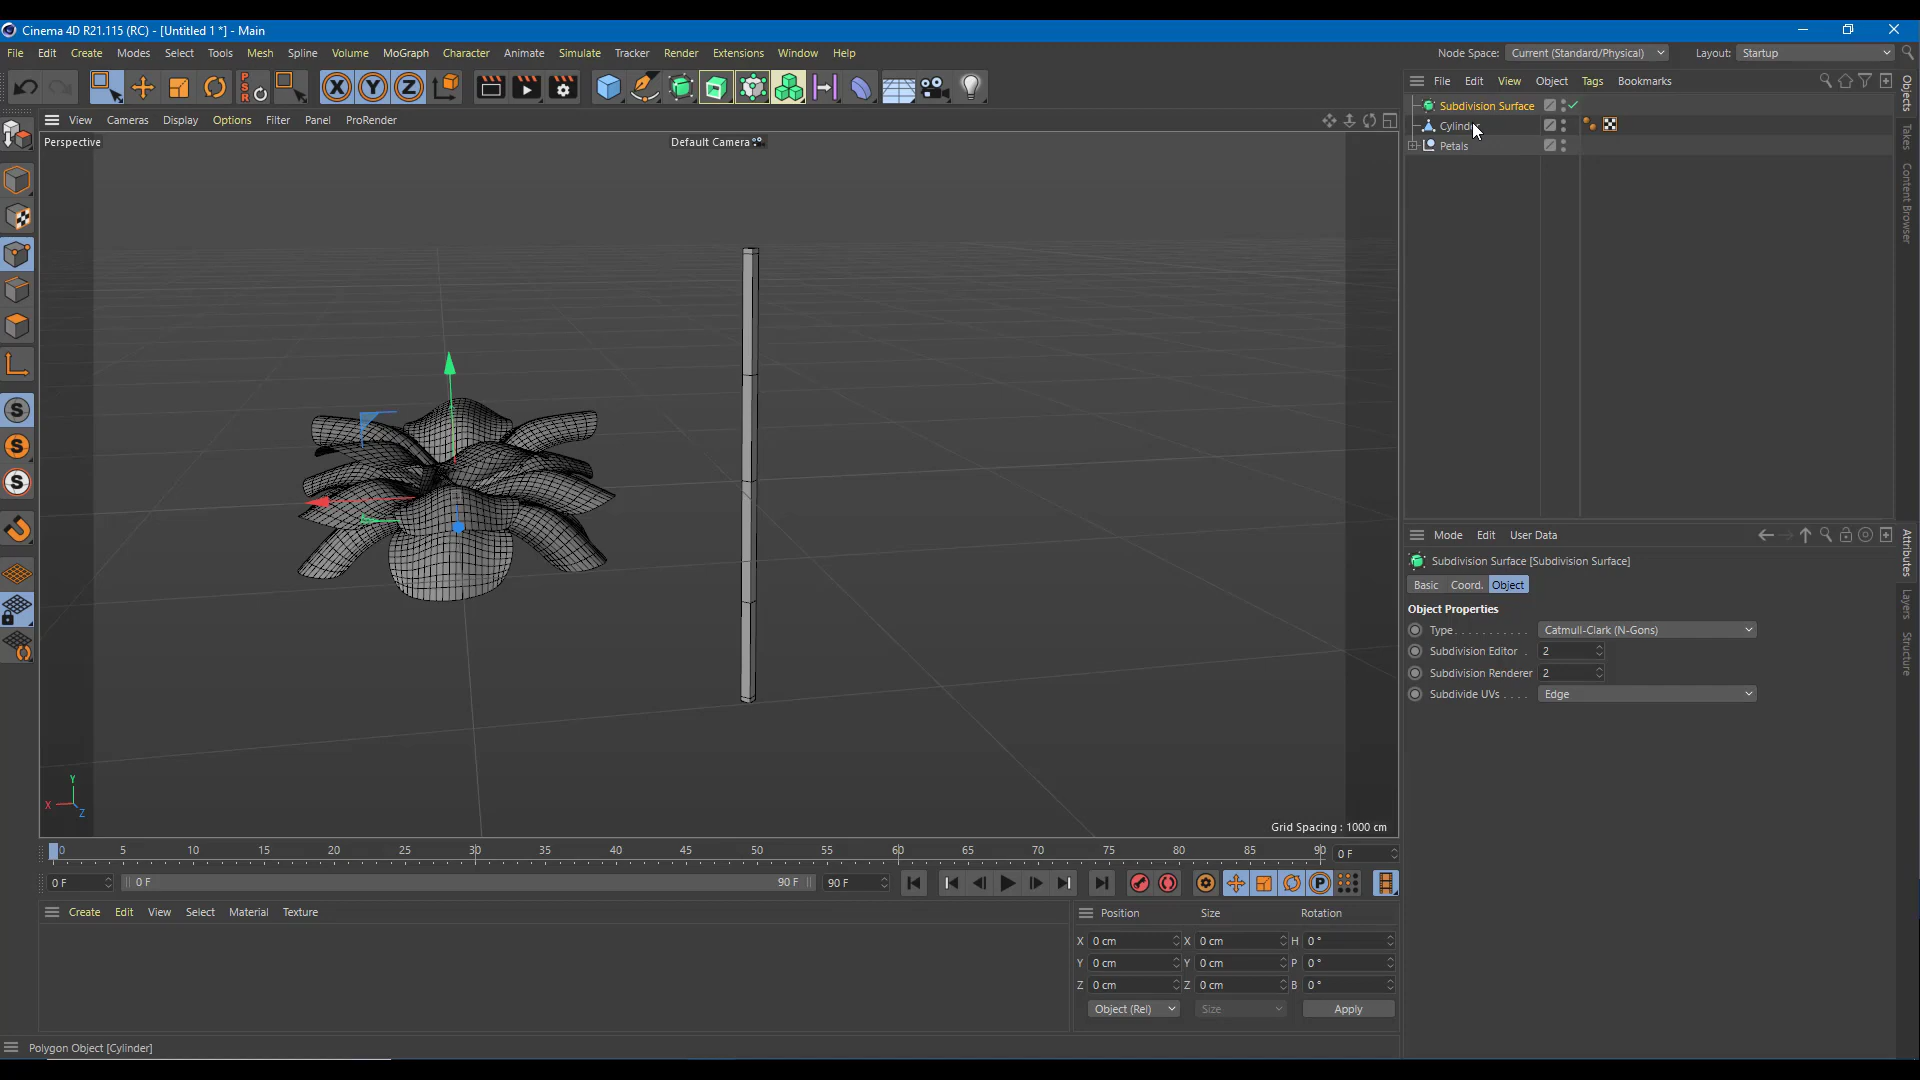 Cinema 4D R21.115 (RC) - [Untitled 1 *] - Main
File Edit Create Modes Select Tools Mesh Spline Volume MoGraph Character Animate Simulate Tracker Render Extensions Window Help
Node Space: Current (Standard/Physical) Layout: Startup
File Edit View Object Tags Bookmarks
View Cameras Display Options Filter Panel ProRender
Perspective
Default Camera
Subdivision Surface
Cylinder
Petals
Objects
Takes
Content Browser
Mode Edit User Data
Subdivision Surface [Subdivision Surface]
Basic Coord. Object
Object Properties
Type . . . . . . . . . . . Catmull-Clark (N-Gons)
Subdivision Editor . 2
Subdivision Renderer 2
Subdivide UVs . . . . Edge
Attributes
Layers
Structure
X Y Z
Grid Spacing : 1000 cm
0 5 10 15 20 25 30 35 40 45 50 55 60 65 70 75 80 85 90 0 F
0 F 0 F 90 F 90 F
Create Edit View Select Material Texture
Position Size Rotation
X 0 cm X 0 cm H 0 °
Y 0 cm Y 0 cm P 0 °
Z 0 cm Z 0 cm B 0 °
Object (Rel) Size Apply
Polygon Object [Cylinder]